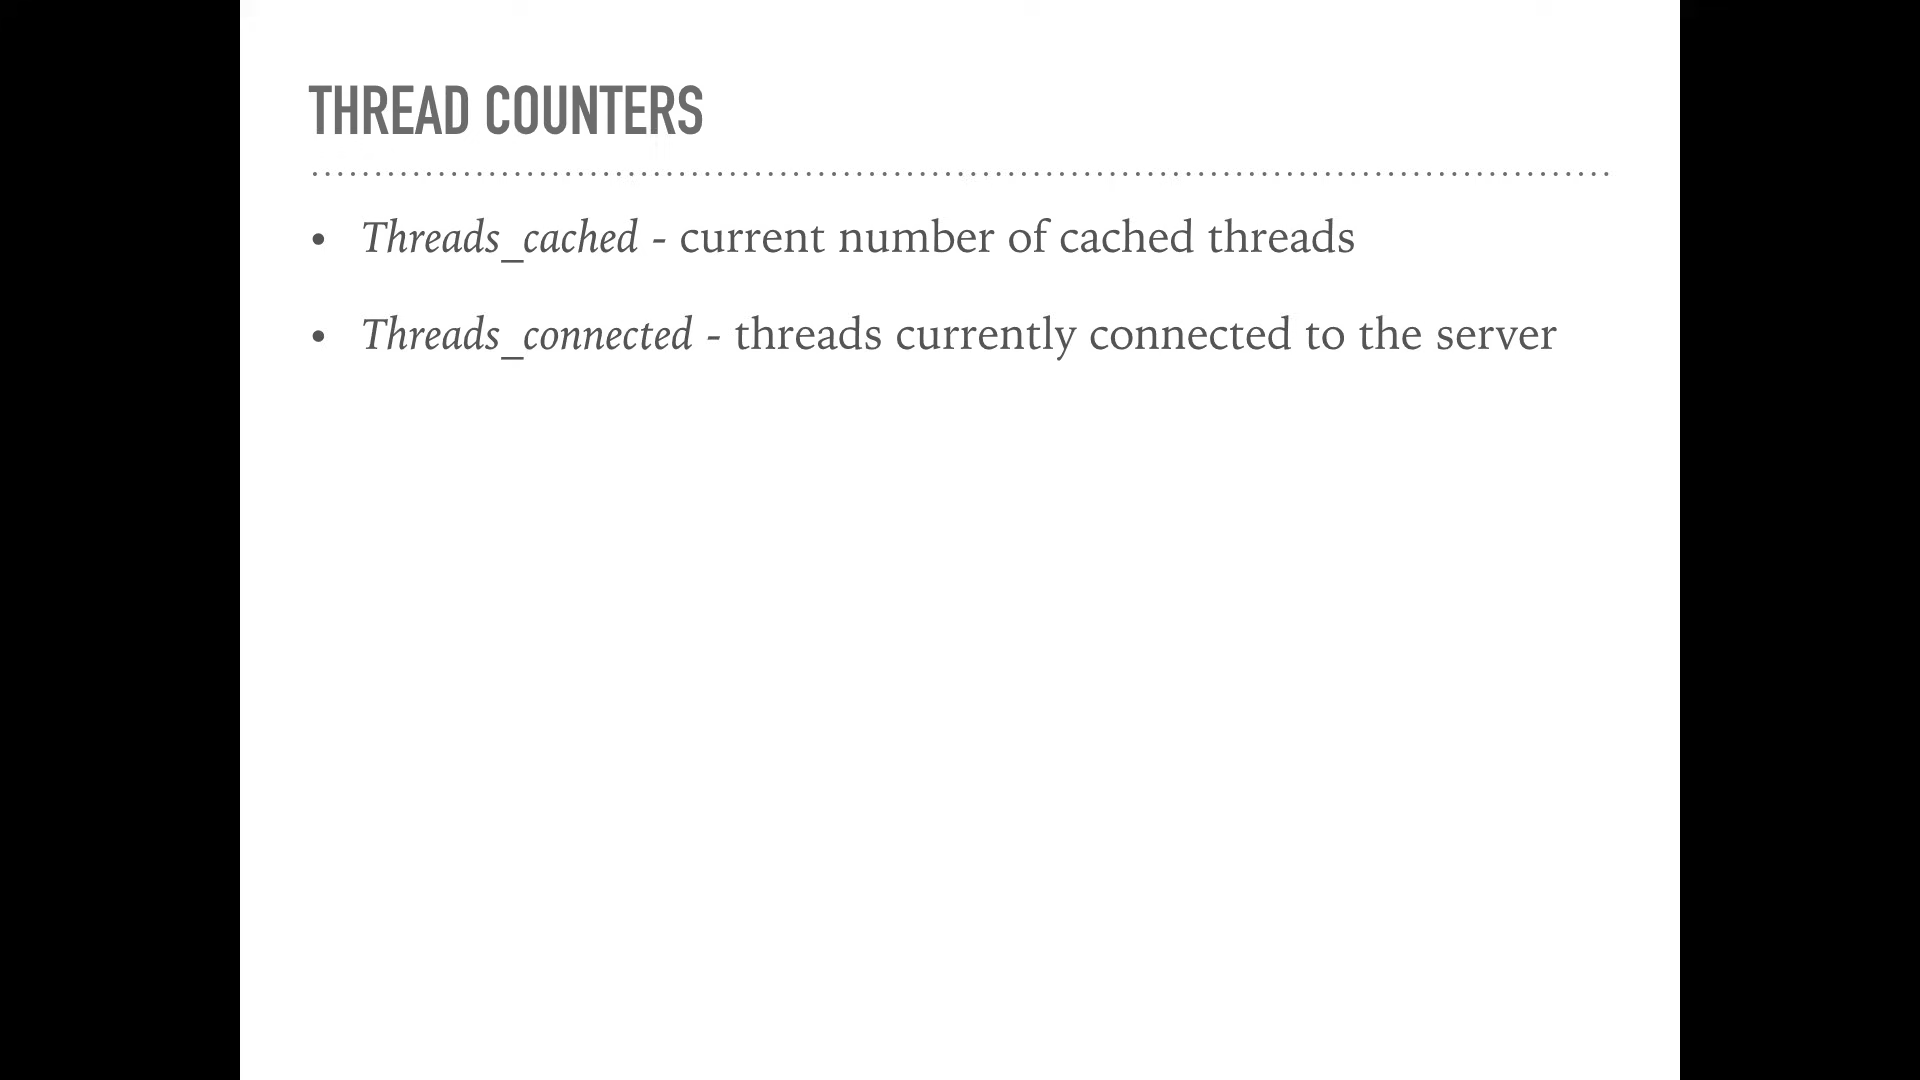 THREAD COUNTERS
• Threads_cached - current number of cached threads
• Threads_connected - threads currently connected to the server